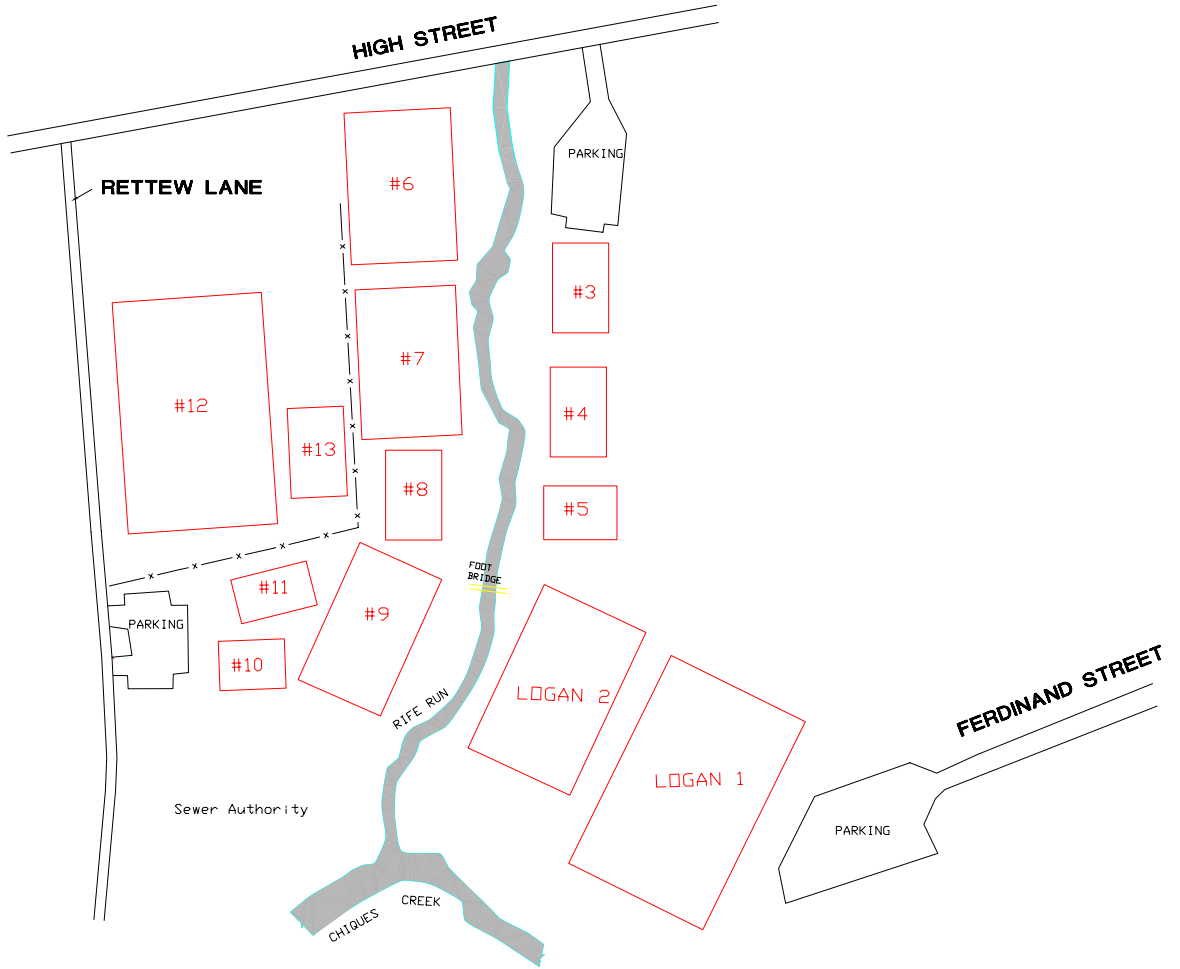 HIGH STREET
PARKING
#6
RETTEW LANE
#3
#7
#12
#4
#13
#8
#5
FOOT
BRIDGE
#11
#9
PARKING
#10
LOGAN 2
RIFE RUN
FERDINAND STREET
LOGAN 1
Sewer Authority
PARKING
CHIQUES CREEK